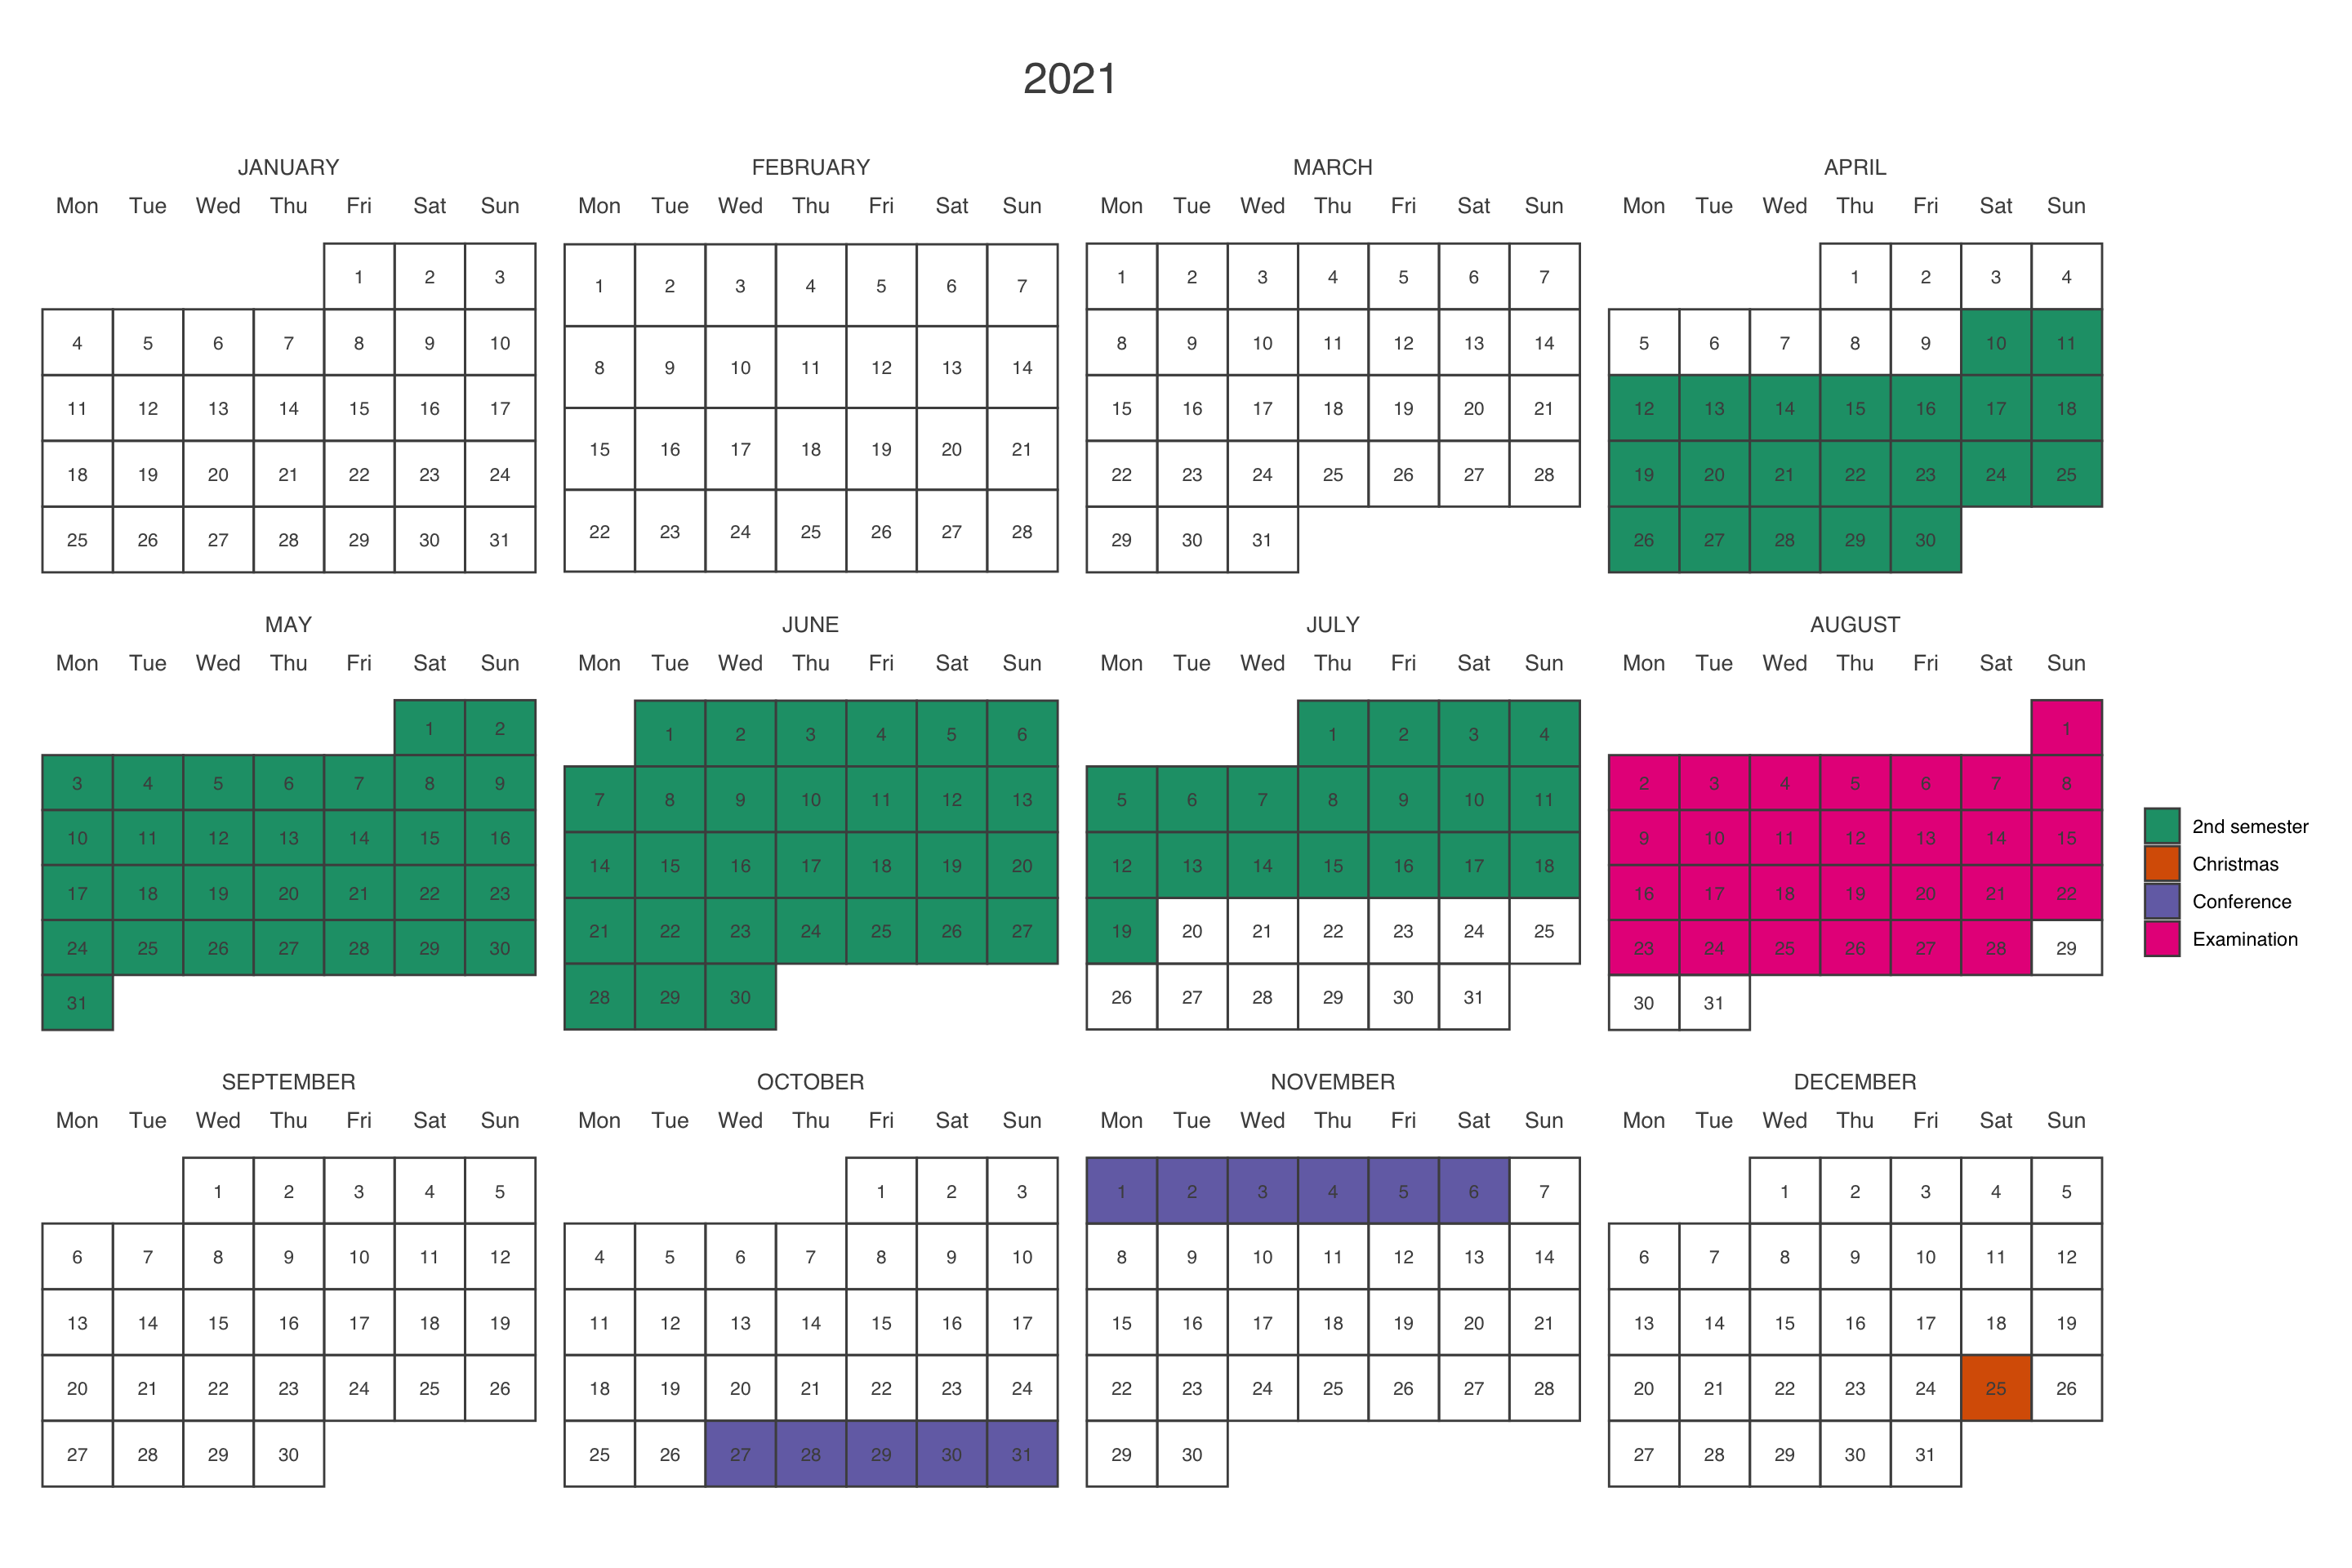 2021
JANUARY FEBRUARY MARCH APRIL
Mon Tue Wed Thu Fri Sat Sun Mon Tue Wed Thu Fri Sat Sun Mon Tue Wed Thu Fri Sat Sun Mon Tue Wed Thu Fri Sat Sun
1 2 3 1 2 3 4 5 6 7 1 2 3 4 5 6 7 1 2 3 4
4 5 6 7 8 9 10 8 9 10 11 12 13 14 8 9 10 11 12 13 14 5 6 7 8 9 10 11
11 12 13 14 15 16 17 15 16 17 18 19 20 21 15 16 17 18 19 20 21 12 13 14 15 16 17 18
18 19 20 21 22 23 24 22 23 24 25 26 27 28 22 23 24 25 26 27 28 19 20 21 22 23 24 25
25 26 27 28 29 30 31 29 30 31 26 27 28 29 30
MAY JUNE JULY AUGUST
Mon Tue Wed Thu Fri Sat Sun Mon Tue Wed Thu Fri Sat Sun Mon Tue Wed Thu Fri Sat Sun Mon Tue Wed Thu Fri Sat Sun
1 2 1 2 3 4 5 6 1 2 3 4 1
3 4 5 6 7 8 9 7 8 9 10 11 12 13 5 6 7 8 9 10 11 2 3 4 5 6 7 8
10 11 12 13 14 15 16 14 15 16 17 18 19 20 12 13 14 15 16 17 18 9 10 11 12 13 14 15
17 18 19 20 21 22 23 21 22 23 24 25 26 27 19 20 21 22 23 24 25 16 17 18 19 20 21 22
24 25 26 27 28 29 30 28 29 30 26 27 28 29 30 31 23 24 25 26 27 28 29
31 30 31
2nd semester
Christmas
Conference
Examination
SEPTEMBER OCTOBER NOVEMBER DECEMBER
Mon Tue Wed Thu Fri Sat Sun Mon Tue Wed Thu Fri Sat Sun Mon Tue Wed Thu Fri Sat Sun Mon Tue Wed Thu Fri Sat Sun
1 2 3 4 5 1 2 3 1 2 3 4 5 6 7 1 2 3 4 5
6 7 8 9 10 11 12 4 5 6 7 8 9 10 8 9 10 11 12 13 14 6 7 8 9 10 11 12
13 14 15 16 17 18 19 11 12 13 14 15 16 17 15 16 17 18 19 20 21 13 14 15 16 17 18 19
20 21 22 23 24 25 26 18 19 20 21 22 23 24 22 23 24 25 26 27 28 20 21 22 23 24 25 26
27 28 29 30 25 26 27 28 29 30 31 29 30 27 28 29 30 31